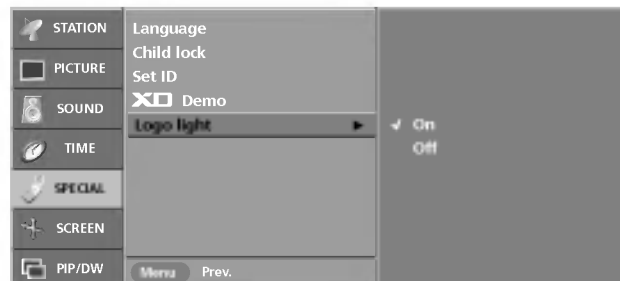 STATION
PICTURE
SOUND
TIME
SPECIAL
SCREEN
PIP/DW
Language
Child lock
Set ID
XD Demo
Logo light
Menu Prev.
On
Off